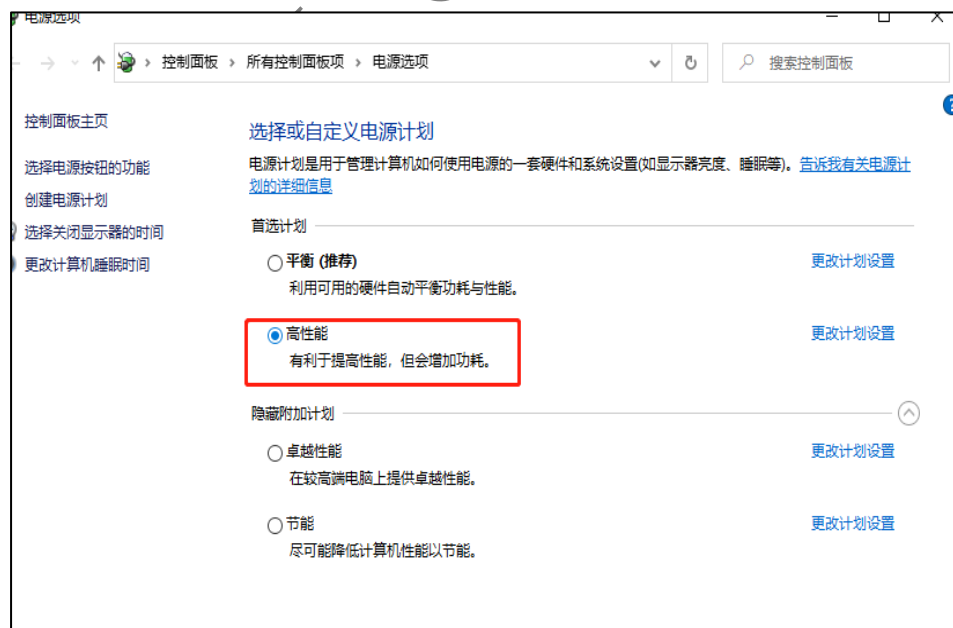 电源选项
控制面板 › 所有控制面板项 › 电源选项
搜索控制面板
控制面板主页
选择电源按钮的功能
创建电源计划
选择关闭显示器的时间
更改计算机睡眠时间
选择或自定义电源计划
电源计划是用于管理计算机如何使用电源的一套硬件和系统设置(如显示器亮度、睡眠等)。告诉我有关电源计
划的详细信息
首选计划
平衡 (推荐)
更改计划设置
利用可用的硬件自动平衡功耗与性能。
高性能
更改计划设置
有利于提高性能，但会增加功耗。
隐藏附加计划
卓越性能
更改计划设置
在较高端电脑上提供卓越性能。
节能
更改计划设置
尽可能降低计算机性能以节能。